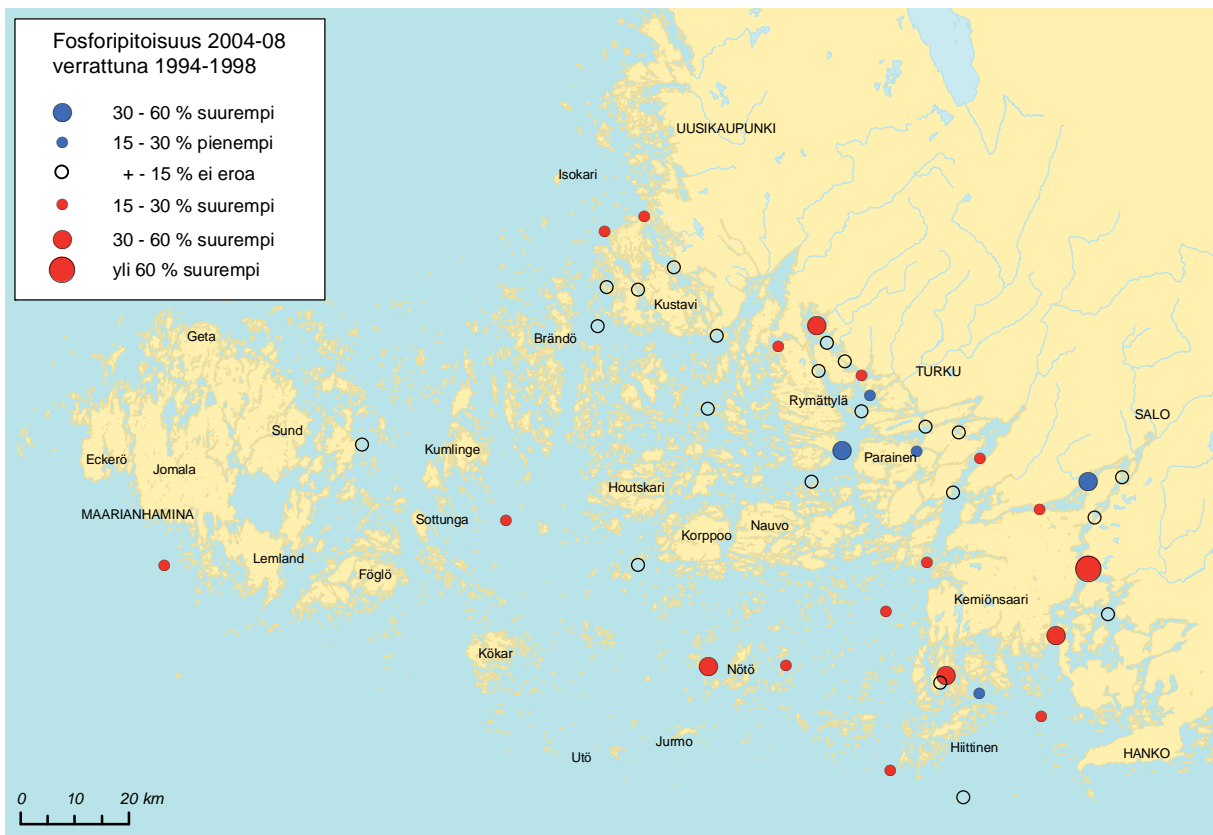 Fosforipitoisuus 2004-08
verrattuna 1994-1998
30 - 60 % suurempi
15 - 30 % pienempi
+ - 15 % ei eroa
15 - 30 % suurempi
30 - 60 % suurempi
yli 60 % suurempi
UUSIKAUPUNKI
Isokari
Kustavi
Geta
Brändö
TURKU
Rymättylä
SALO
Sund
Kumlinge
Eckerö
Jomala
Parainen
Houtskari
MAARIANHAMINA
Sottunga
Nauvo
Korppoo
Lemland
Föglö
Kemiönsaari
Kökar
Nötö
Jurmo
Hiittinen
Utö
HANKO
0 10 20 km